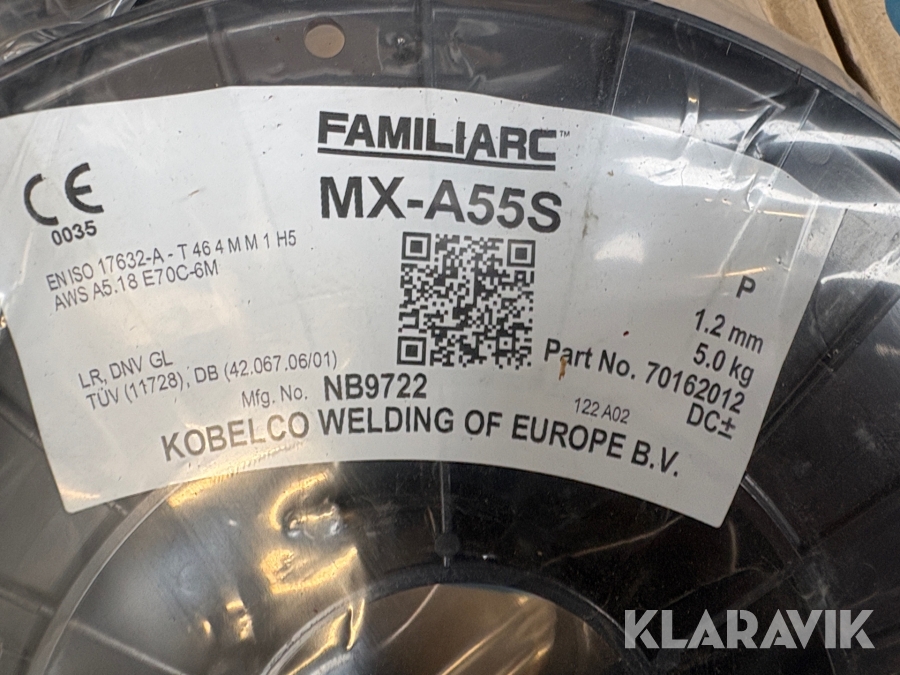 FAMILIARC™
MX-A55S
CE
0035
EN ISO 17632-A - T 46 4 M M 1 H5
AWS A5.18 E70C-6M
P
1.2 mm
5.0 kg
Part No. 70162012
DC±
LR, DNV GL
TÜV (11728), DB (42.067.06/01)
Mfg. No. NB9722
122 A02
KOBELCO WELDING OF EUROPE B.V.
KLARAVIK